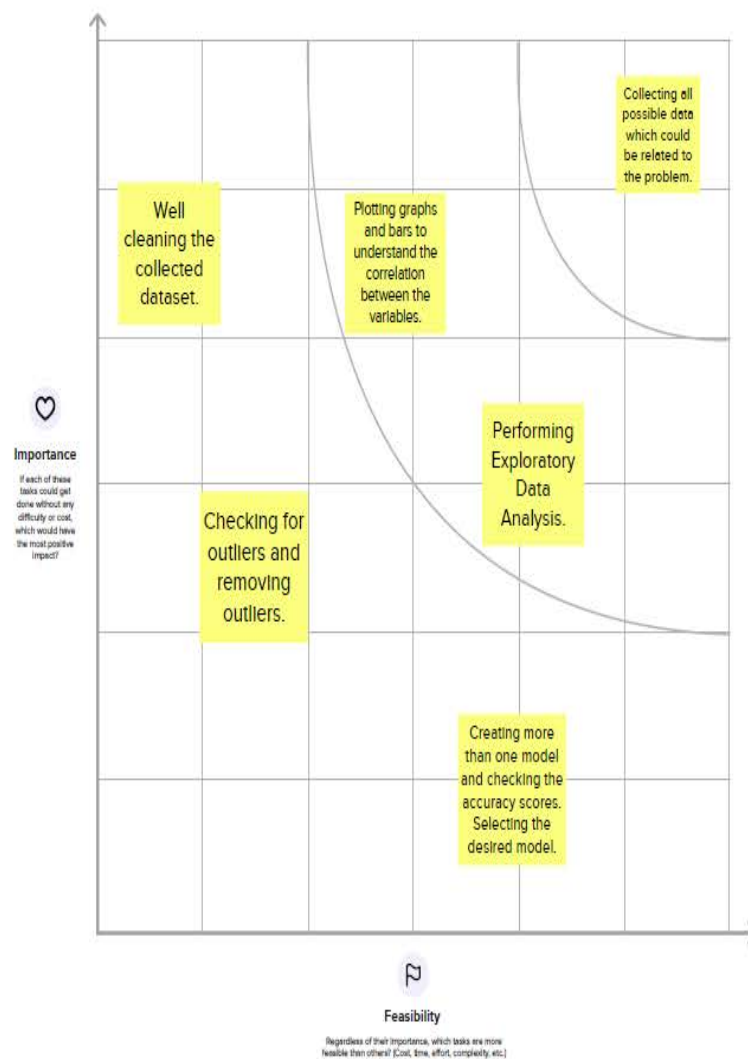 Collecting all
possible data
which could
be related to
the problem.
Well
cleaning the
collected
dataset.
Plotting graphs
and bars to
understand the
correlation
between the
variables.
Importance
If each of these
tasks could get
done without any
difficulty or cost,
which would have
the most positive
impact?
Performing
Exploratory
Data
Analysis.
Checking for
outliers and
removing
outliers.
Creating more
than one model
and checking the
accuracy scores.
Selecting the
desired model.
Feasibility
Regardless of their importance, which tasks are more
feasible than others? (Cost, time, effort, complexity, etc.)